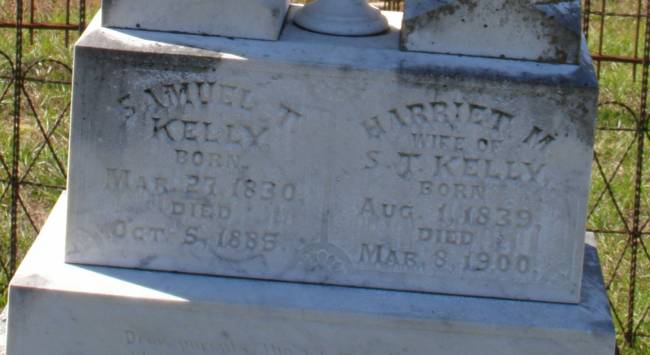 SAMUEL T
KELLY.
BORN
MAR. 27, 1830
DIED
OCT. 5, 1885.
HARRIET. M.
WIFE OF
S. T. KELLY,
BORN
AUG. 1, 1839
DIED
MAR. 8, 1900.